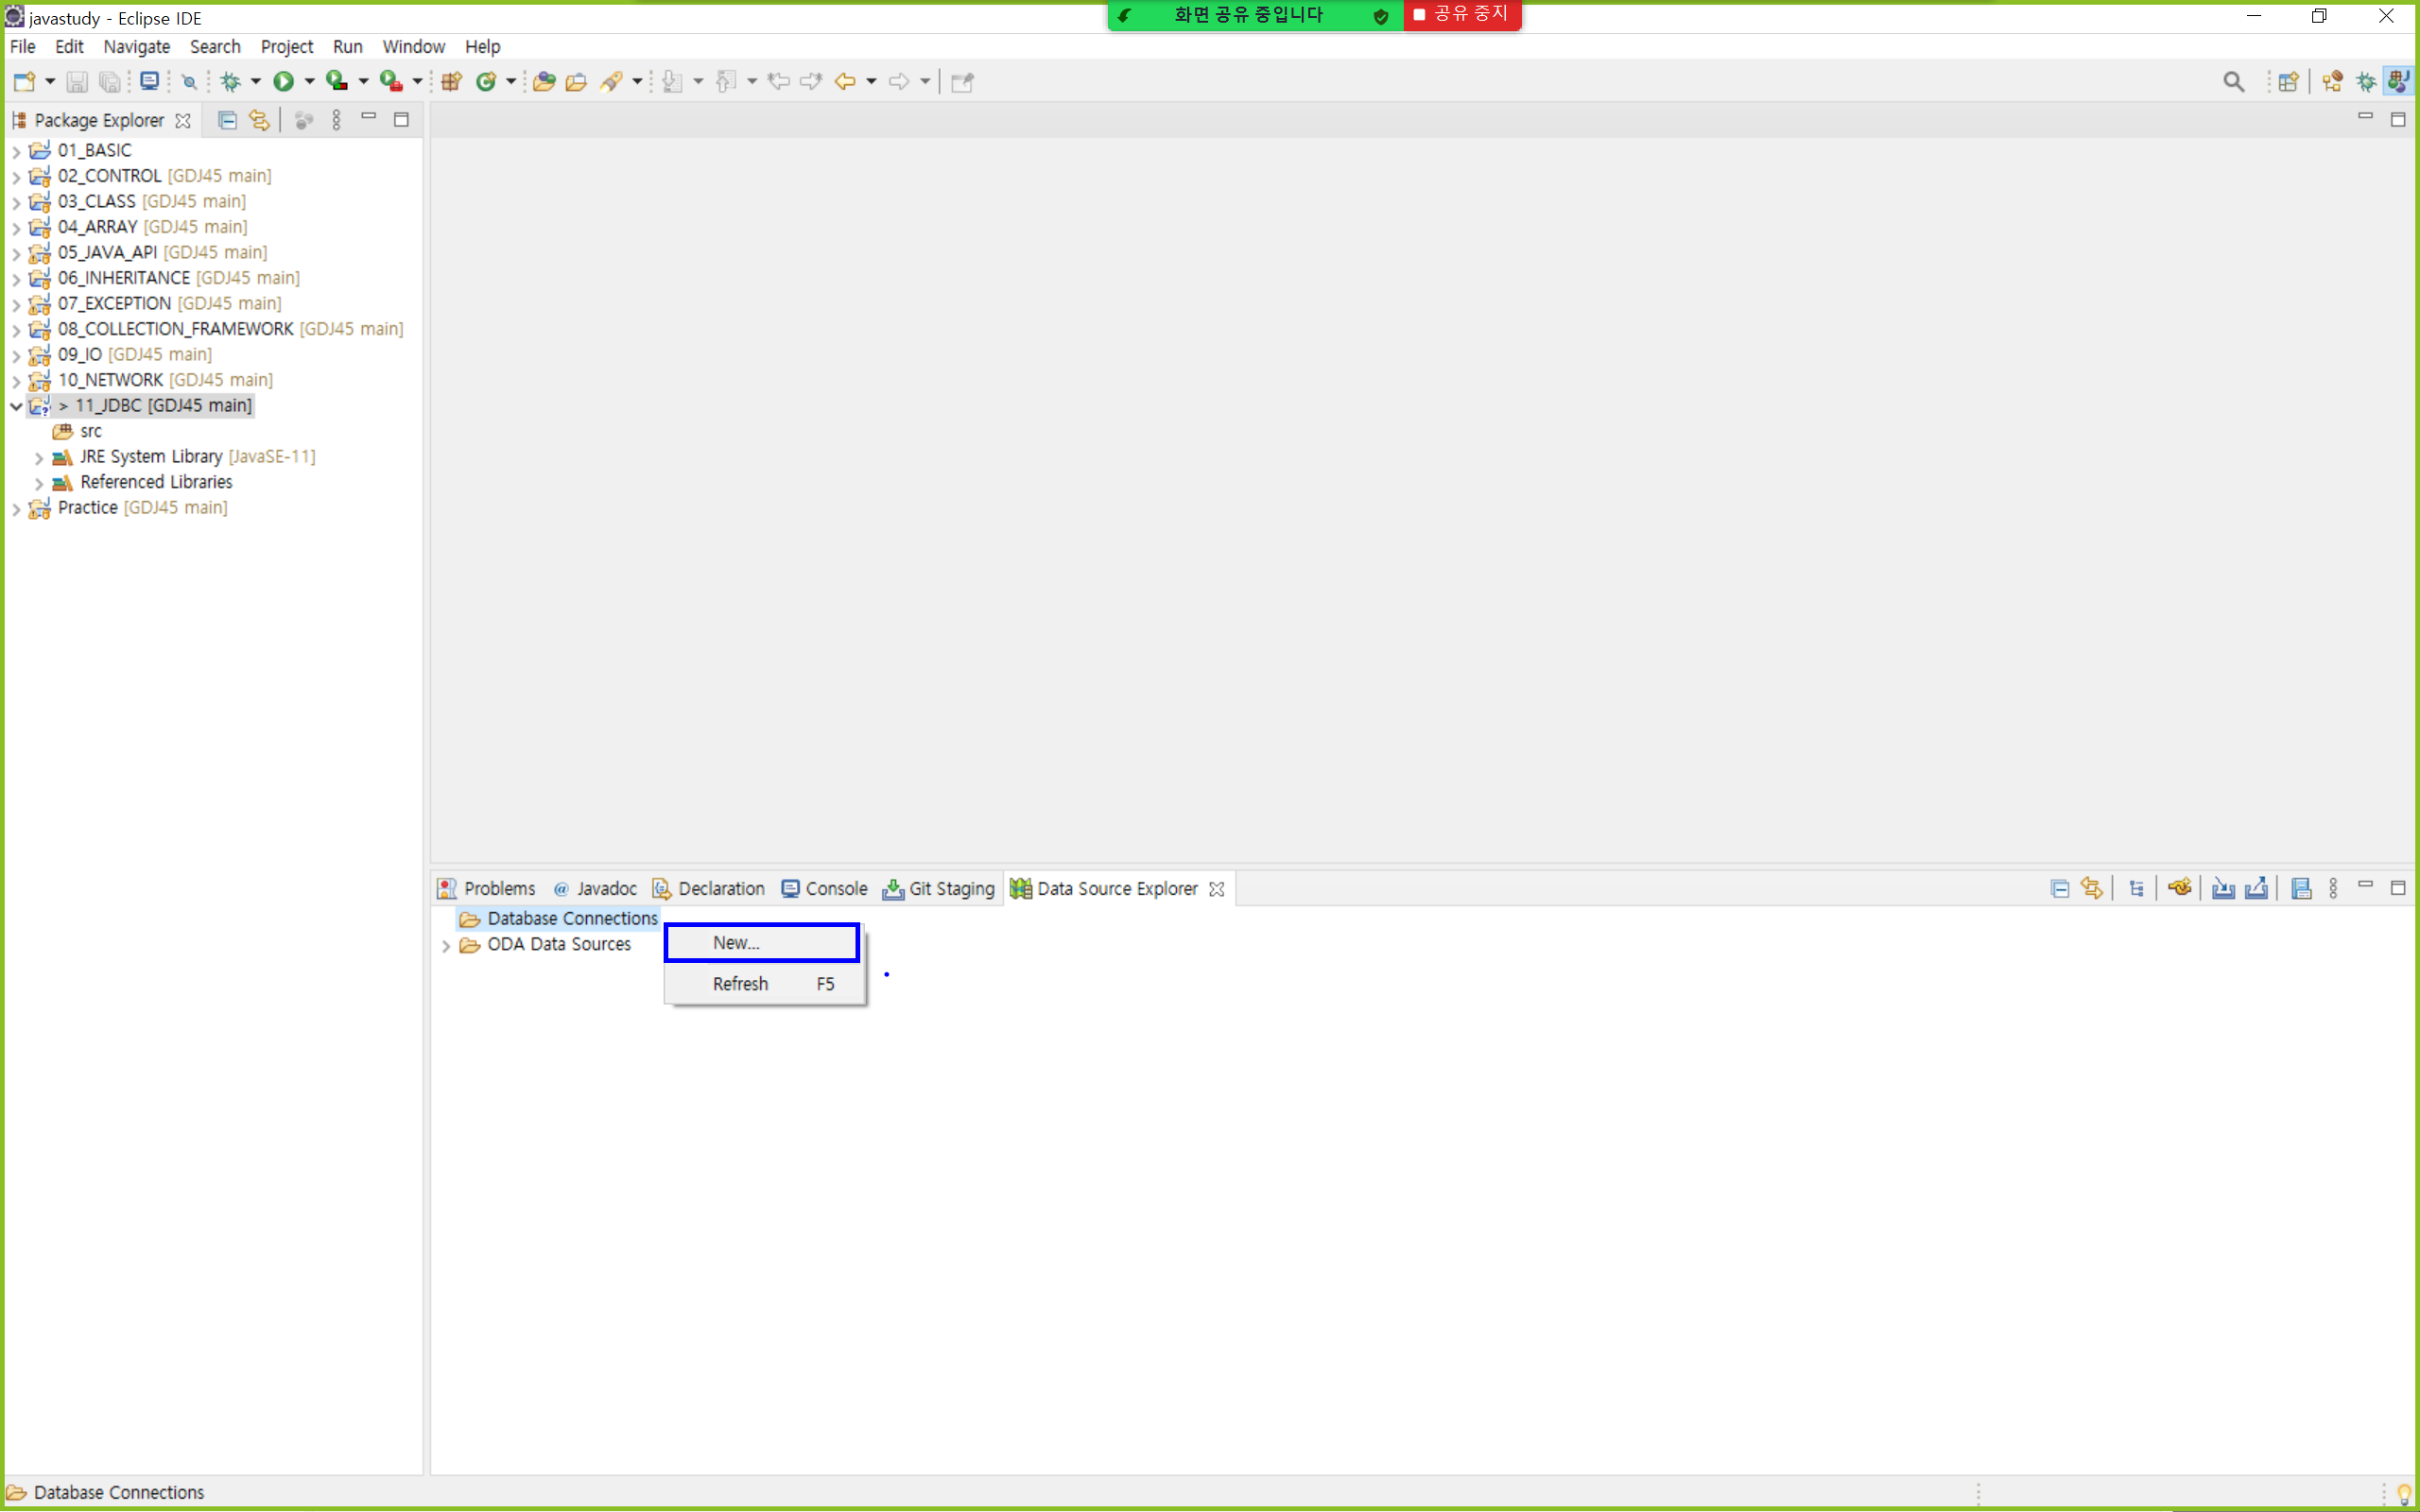 javastudy - Eclipse IDE
화면 공유 중입니다
공유 중지
File Edit Navigate Search Project Run Window Help
Package Explorer
01_BASIC
02_CONTROL [GDJ45 main]
03_CLASS [GDJ45 main]
04_ARRAY [GDJ45 main]
05_JAVA_API [GDJ45 main]
06_INHERITANCE [GDJ45 main]
07_EXCEPTION [GDJ45 main]
08_COLLECTION_FRAMEWORK [GDJ45 main]
09_IO [GDJ45 main]
10_NETWORK [GDJ45 main]
> 11_JDBC [GDJ45 main]
src
JRE System Library [JavaSE-11]
Referenced Libraries
Practice [GDJ45 main]
Problems @ Javadoc Declaration Console Git Staging Data Source Explorer
Database Connections
ODA Data Sources
New...
Refresh F5
Database Connections